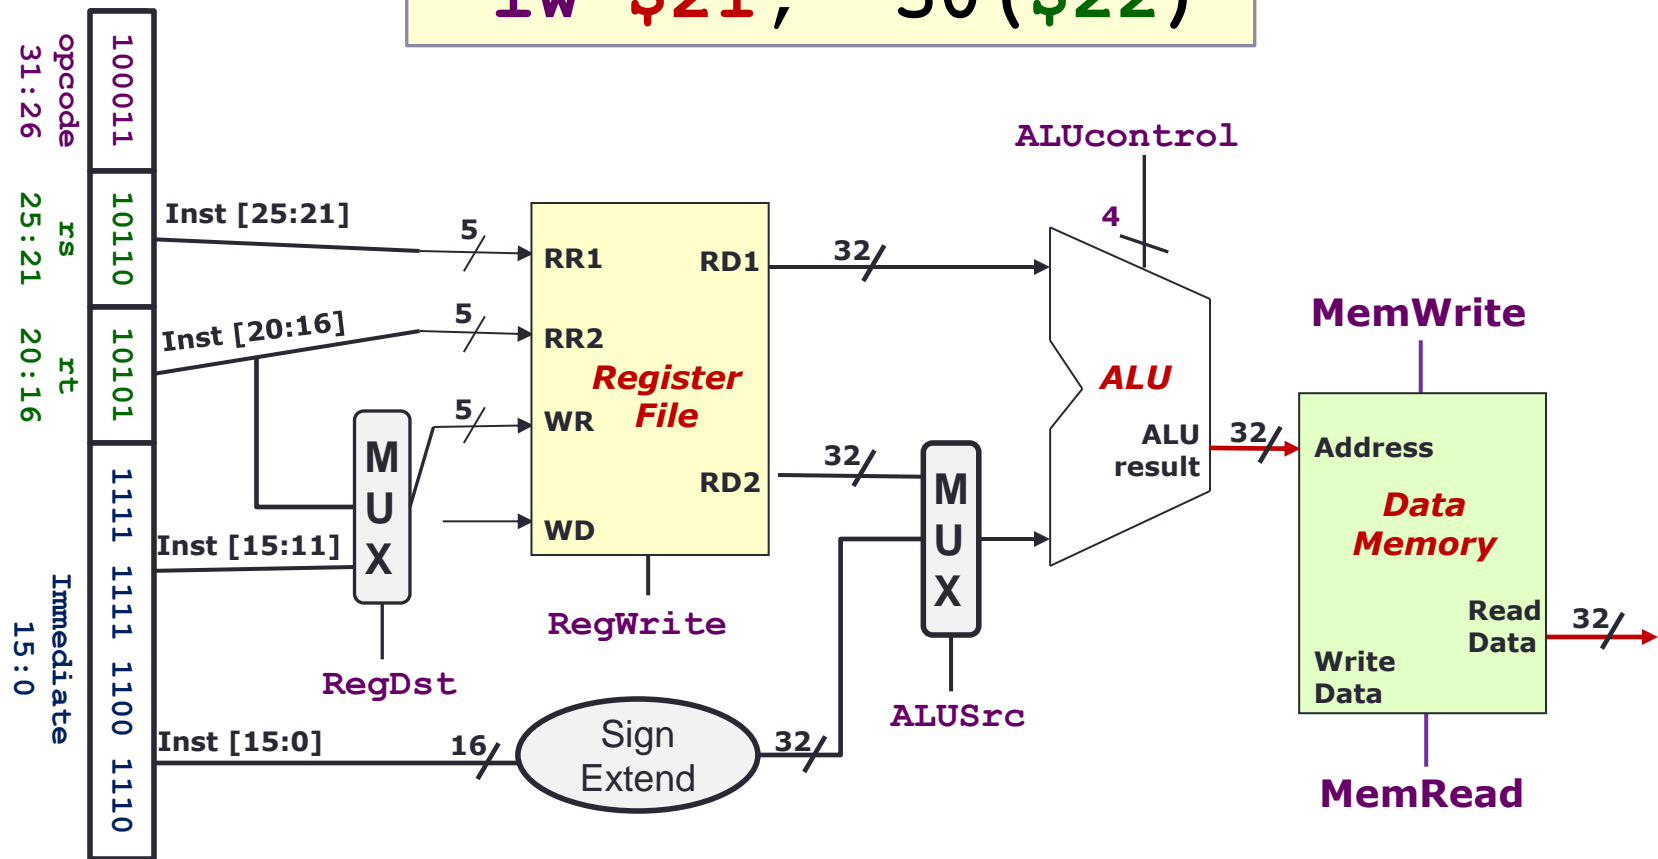 lw $21, 50($22)
opcode
31:26
100011
rs
25:21
10110
rt
20:16
10101
Immediate
15:0
1111 1111 1100 1110
Inst [25:21]
5
Inst [20:16]
5
5
Inst [15:11]
Inst [15:0]
16
M
U
X
RegDst
RR1
RR2
WR
WD
RD1
RD2
Register
File
RegWrite
Sign
Extend
32
32
32
M
U
X
ALUSrc
ALUcontrol
4
ALU
ALU
result
32
MemWrite
Address
Data
Memory
Read
Data
Write
Data
32
MemRead